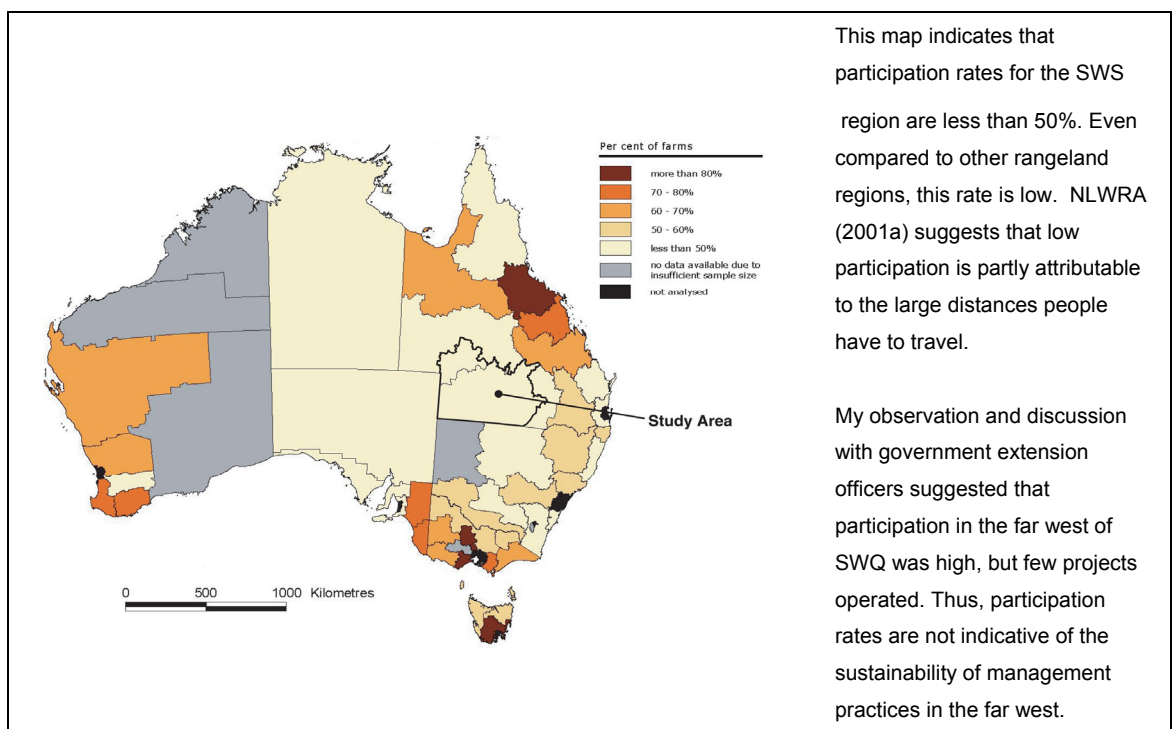 This map indicates that
participation rates for the SWS
region are less than 50%. Even
compared to other rangeland
regions, this rate is low. NLWRA
(2001a) suggests that low
participation is partly attributable
to the large distances people
have to travel.
My observation and discussion
with government extension
officers suggested that
participation in the far west of
SWQ was high, but few projects
operated. Thus, participation
rates are not indicative of the
sustainability of management
practices in the far west.
Per cent of farms
more than 80%
70 - 80%
60 - 70%
50 - 60%
less than 50%
no data available due to
insufficient sample size
not analysed
Study Area
0 500 1000 Kilometres